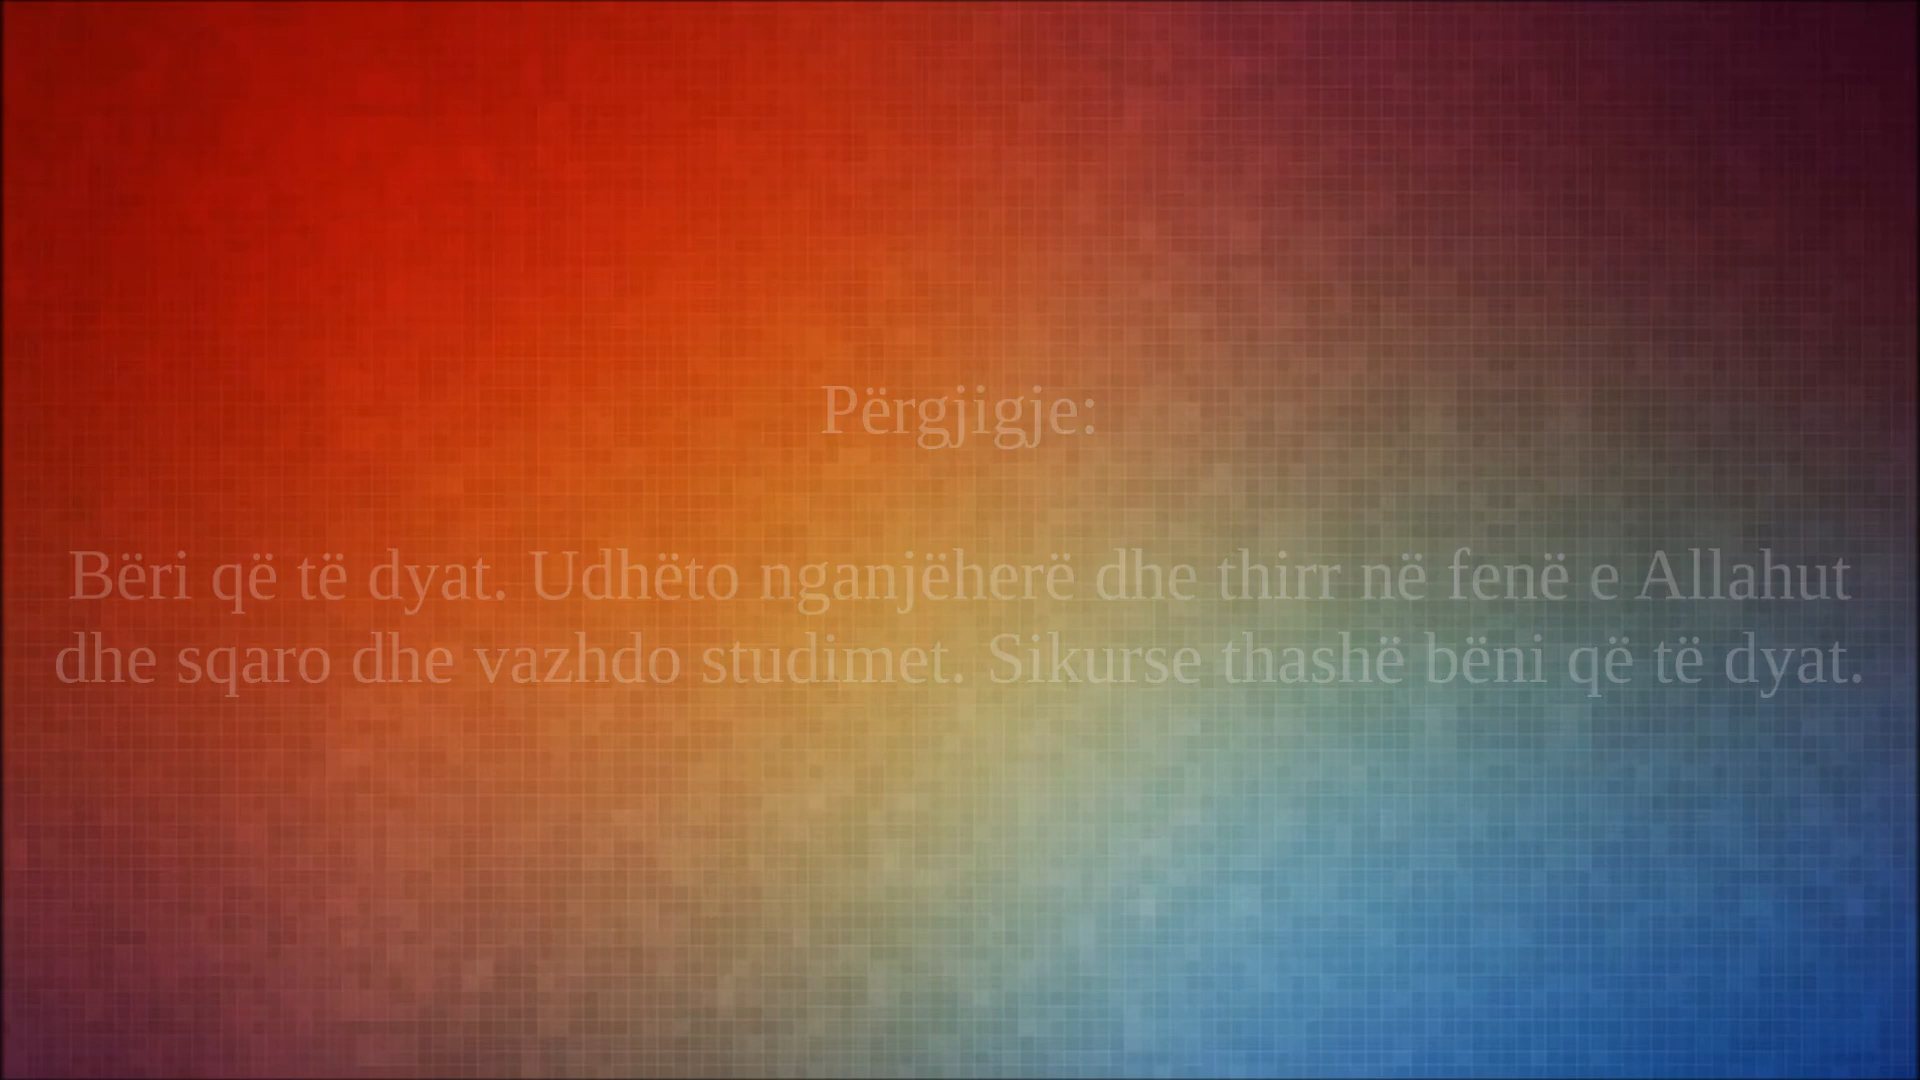 Përgjigje:
Bëri që të dyat. Udhëto nganjëherë dhe thirr në fenë e Allahut
dhe sqaro dhe vazhdo studimet. Sikurse thashë bëni që të dyat.